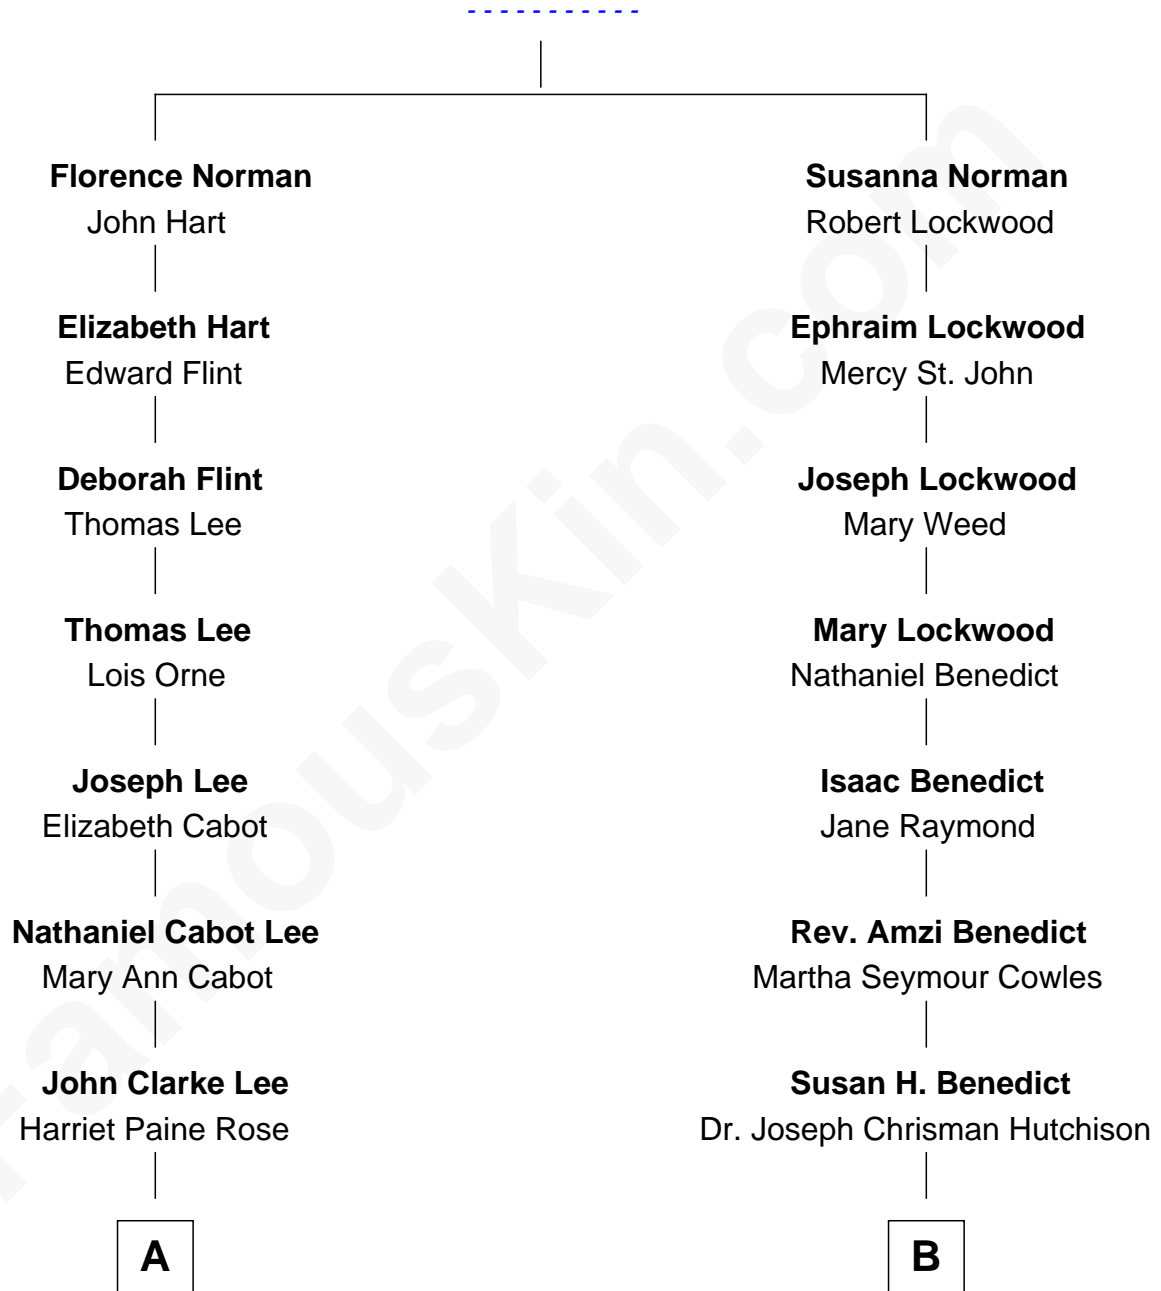 - - - - - - - - - - -
Florence Norman
John Hart
Susanna Norman
Robert Lockwood
Elizabeth Hart
Edward Flint
Ephraim Lockwood
Mercy St. John
Deborah Flint
Thomas Lee
Joseph Lockwood
Mary Weed
Thomas Lee
Lois Orne
Mary Lockwood
Nathaniel Benedict
Joseph Lee
Elizabeth Cabot
Isaac Benedict
Jane Raymond
Nathaniel Cabot Lee
Mary Ann Cabot
Rev. Amzi Benedict
Martha Seymour Cowles
John Clarke Lee
Harriet Paine Rose
Susan H. Benedict
Dr. Joseph Chrisman Hutchison
A
B
FamousKin.com